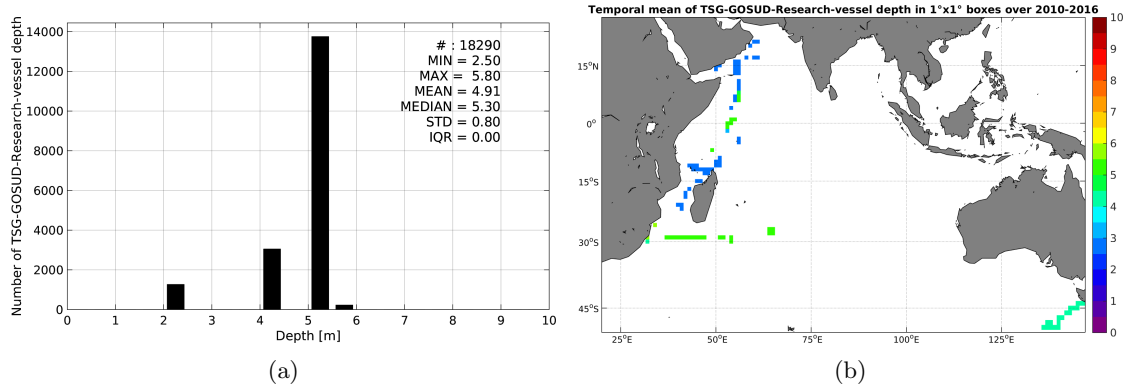 Number of TSG-GOSUD-Research-vessel depth
14000
12000
10000
8000
6000
4000
2000
0
# : 18290
MIN = 2.50
MAX = 5.80
MEAN = 4.91
MEDIAN = 5.30
STD = 0.80
IQR = 0.00
0 1 2 3 4 5 6 7 8 9 10
Depth [m]
(a)
Temporal mean of TSG-GOSUD-Research-vessel depth in 1°x1° boxes over 2010-2016
15°N
0°
15°S
30°S
45°S
25°E 50°E 75°E 100°E 125°E
10
9
8
7
6
5
4
3
2
1
0
(b)